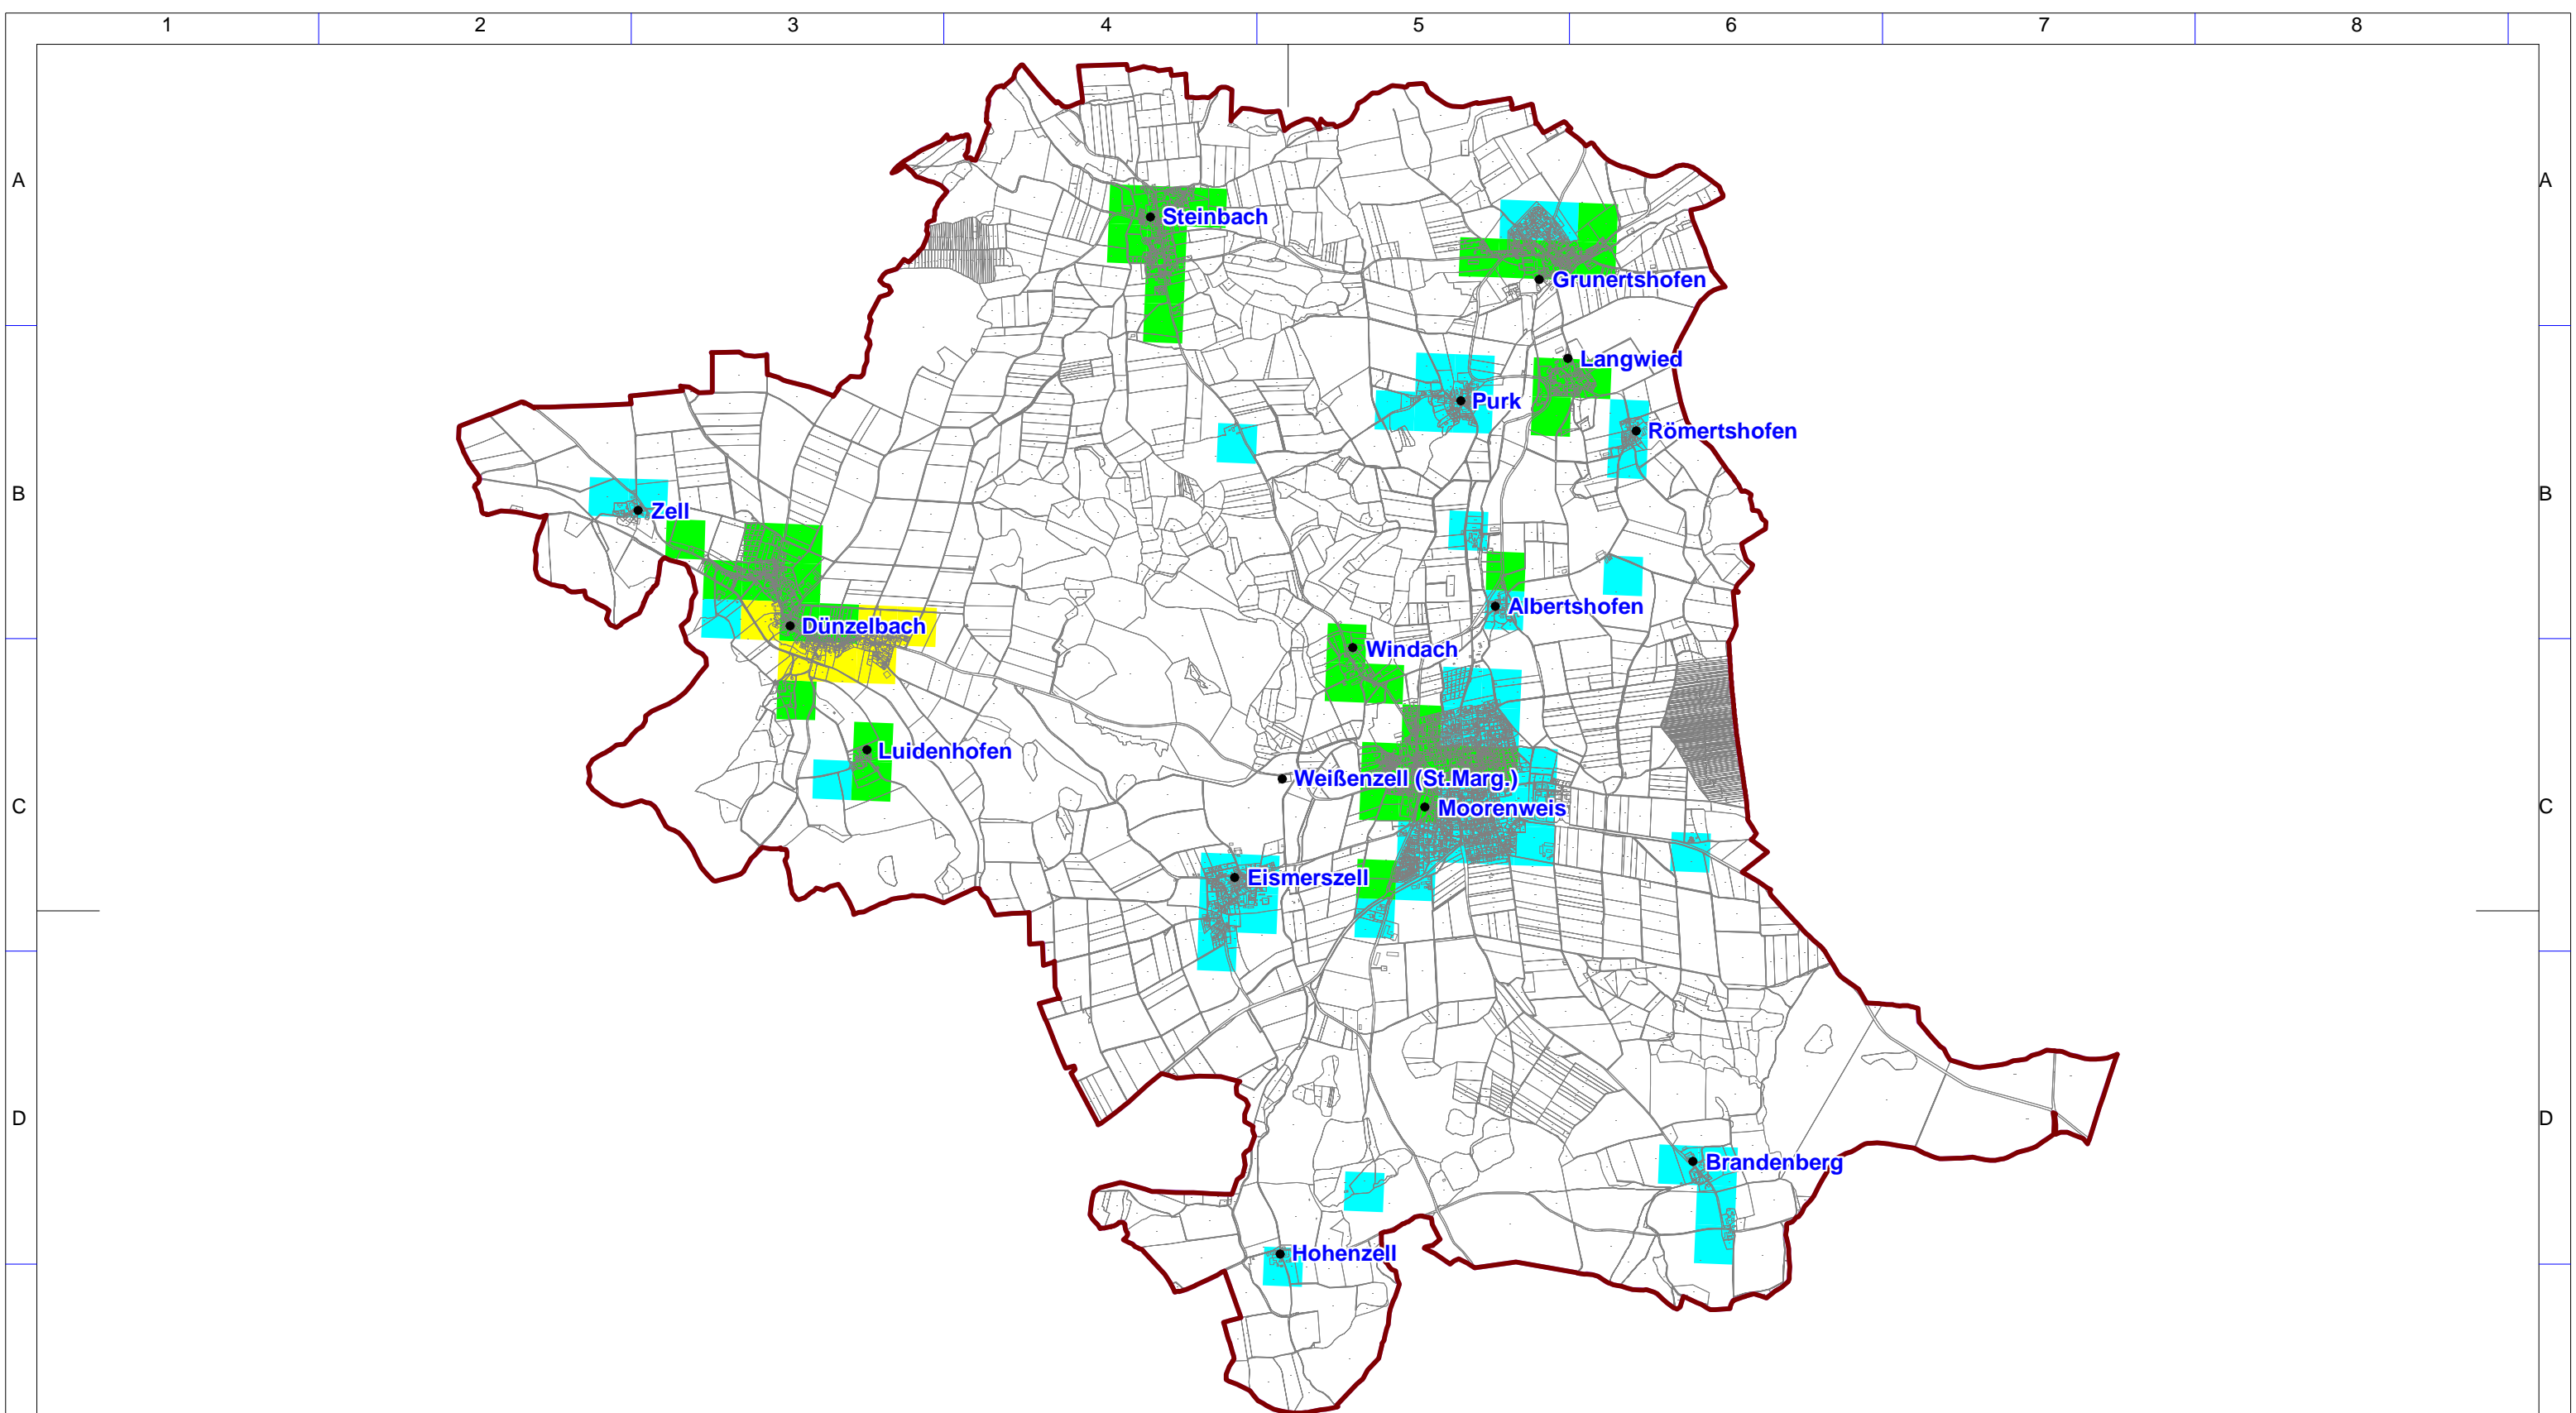 1 2 3 4 5 6 7 8
A A
Steinbach
Grunertshofen
Langwied
Purk
Römertshofen
B B
Zell
Albertshofen
Dünzelbach
Windach
Luidenhofen
Weißenzell (St.Marg.)
C C
Moorenweis
Eismerszell
D D
Brandenberg
Hohenzell